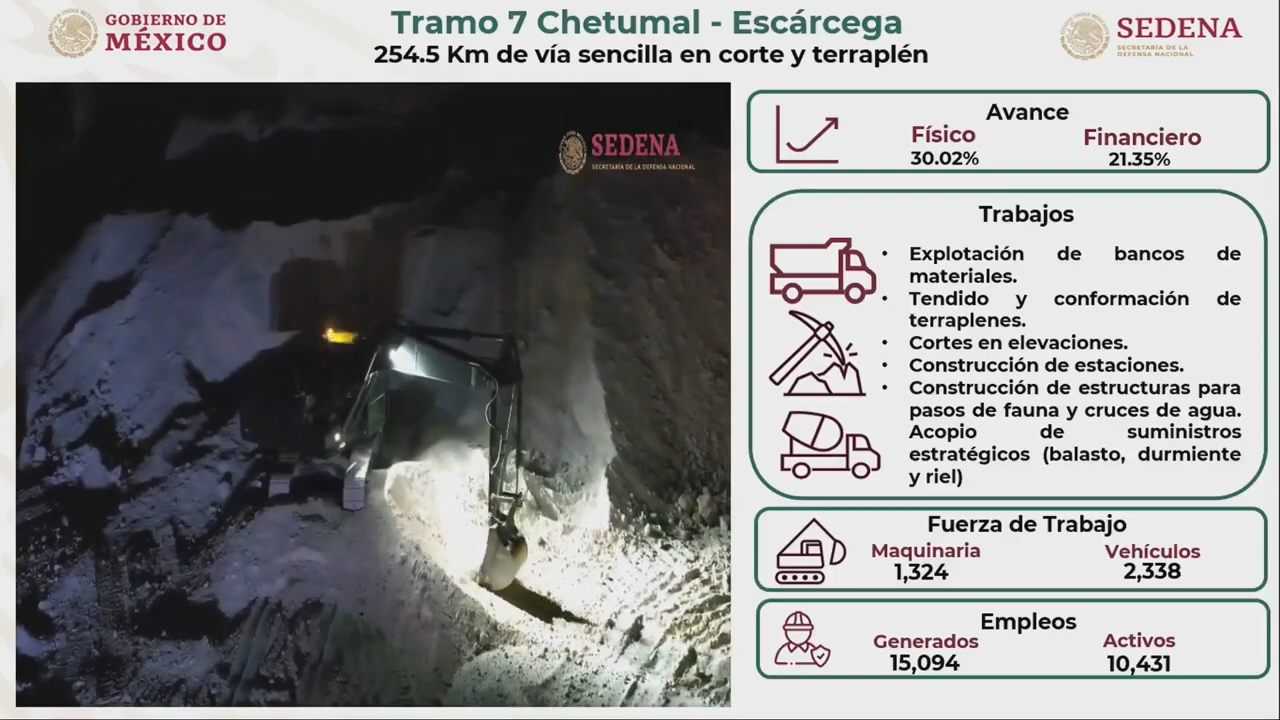 GOBIERNO DE
MÉXICO
Tramo 7 Chetumal - Escárcega
254.5 Km de vía sencilla en corte y terraplén
SEDENA
SECRETARÍA DE LA
DEFENSA NACIONAL
SEDENA
SECRETARÍA DE LA DEFENSA NACIONAL
Avance
Físico
Financiero
30.02%
21.35%
Trabajos
• Explotación de bancos de
materiales.
• Tendido y conformación de
terraplenes.
• Cortes en elevaciones.
• Construcción de estaciones.
• Construcción de estructuras para
pasos de fauna y cruces de agua.
Acopio de suministros
estratégicos (balasto, durmiente
y riel)
Fuerza de Trabajo
Maquinaria
Vehículos
1,324
2,338
Empleos
Generados
Activos
15,094
10,431